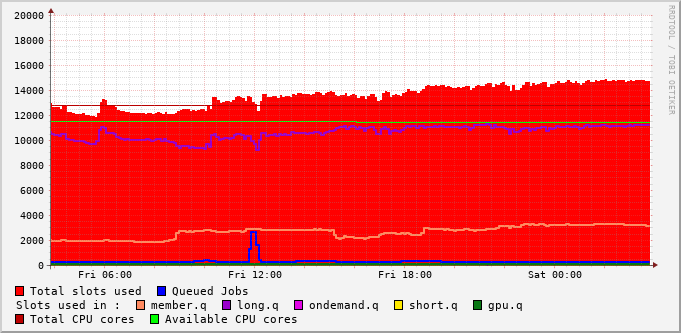 20000
18000
16000
14000
12000
10000
8000
6000
4000
2000
0
Fri 06:00 Fri 12:00 Fri 18:00 Sat 00:00
RRDTOOL / TOBI OETIKER
Total slots used Queued Jobs
Slots used in : member.q long.q ondemand.q short.q gpu.q
Total CPU cores Available CPU cores